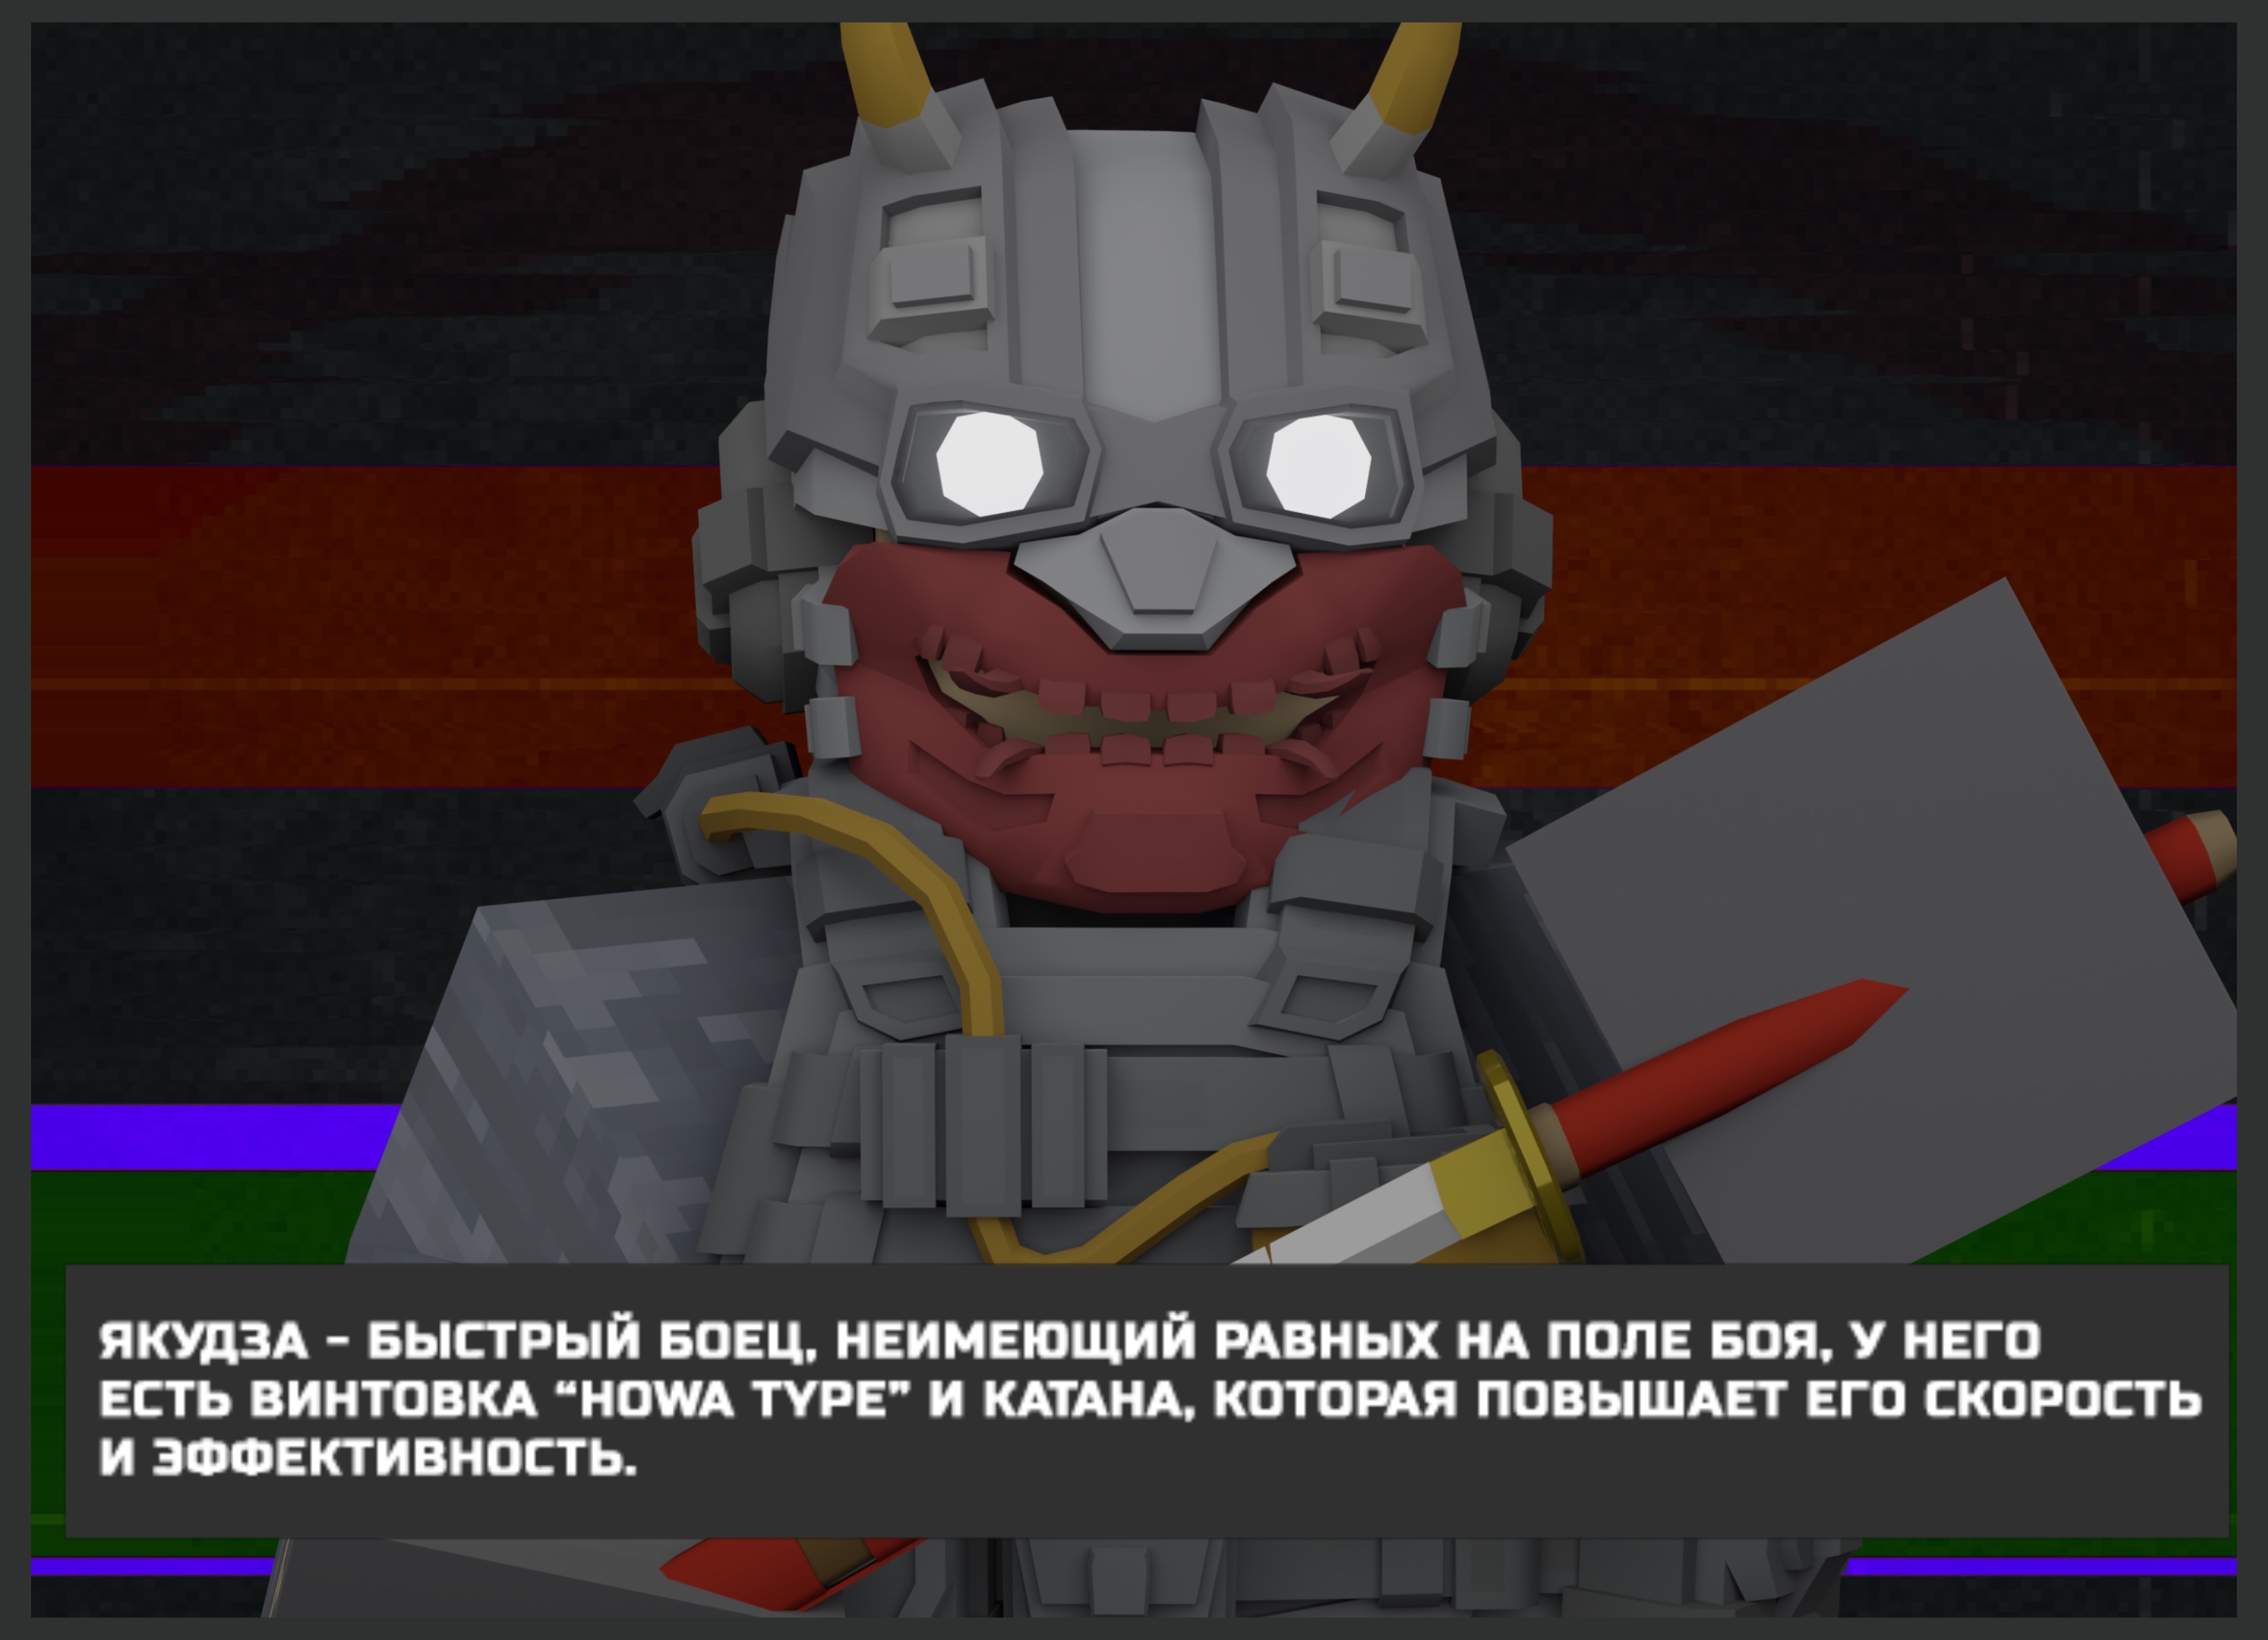 ЯКУДЗА - БЫСТРЫЙ БОЕЦ, НЕИМЕЮЩИЙ РАВНЫХ НА ПОЛЕ БОЯ, У НЕГО
ЕСТЬ ВИНТОВКА “HOWA TYPE” И КАТАНА, КОТОРАЯ ПОВЫШАЕТ ЕГО СКОРОСТЬ
И ЭФФЕКТИВНОСТЬ.